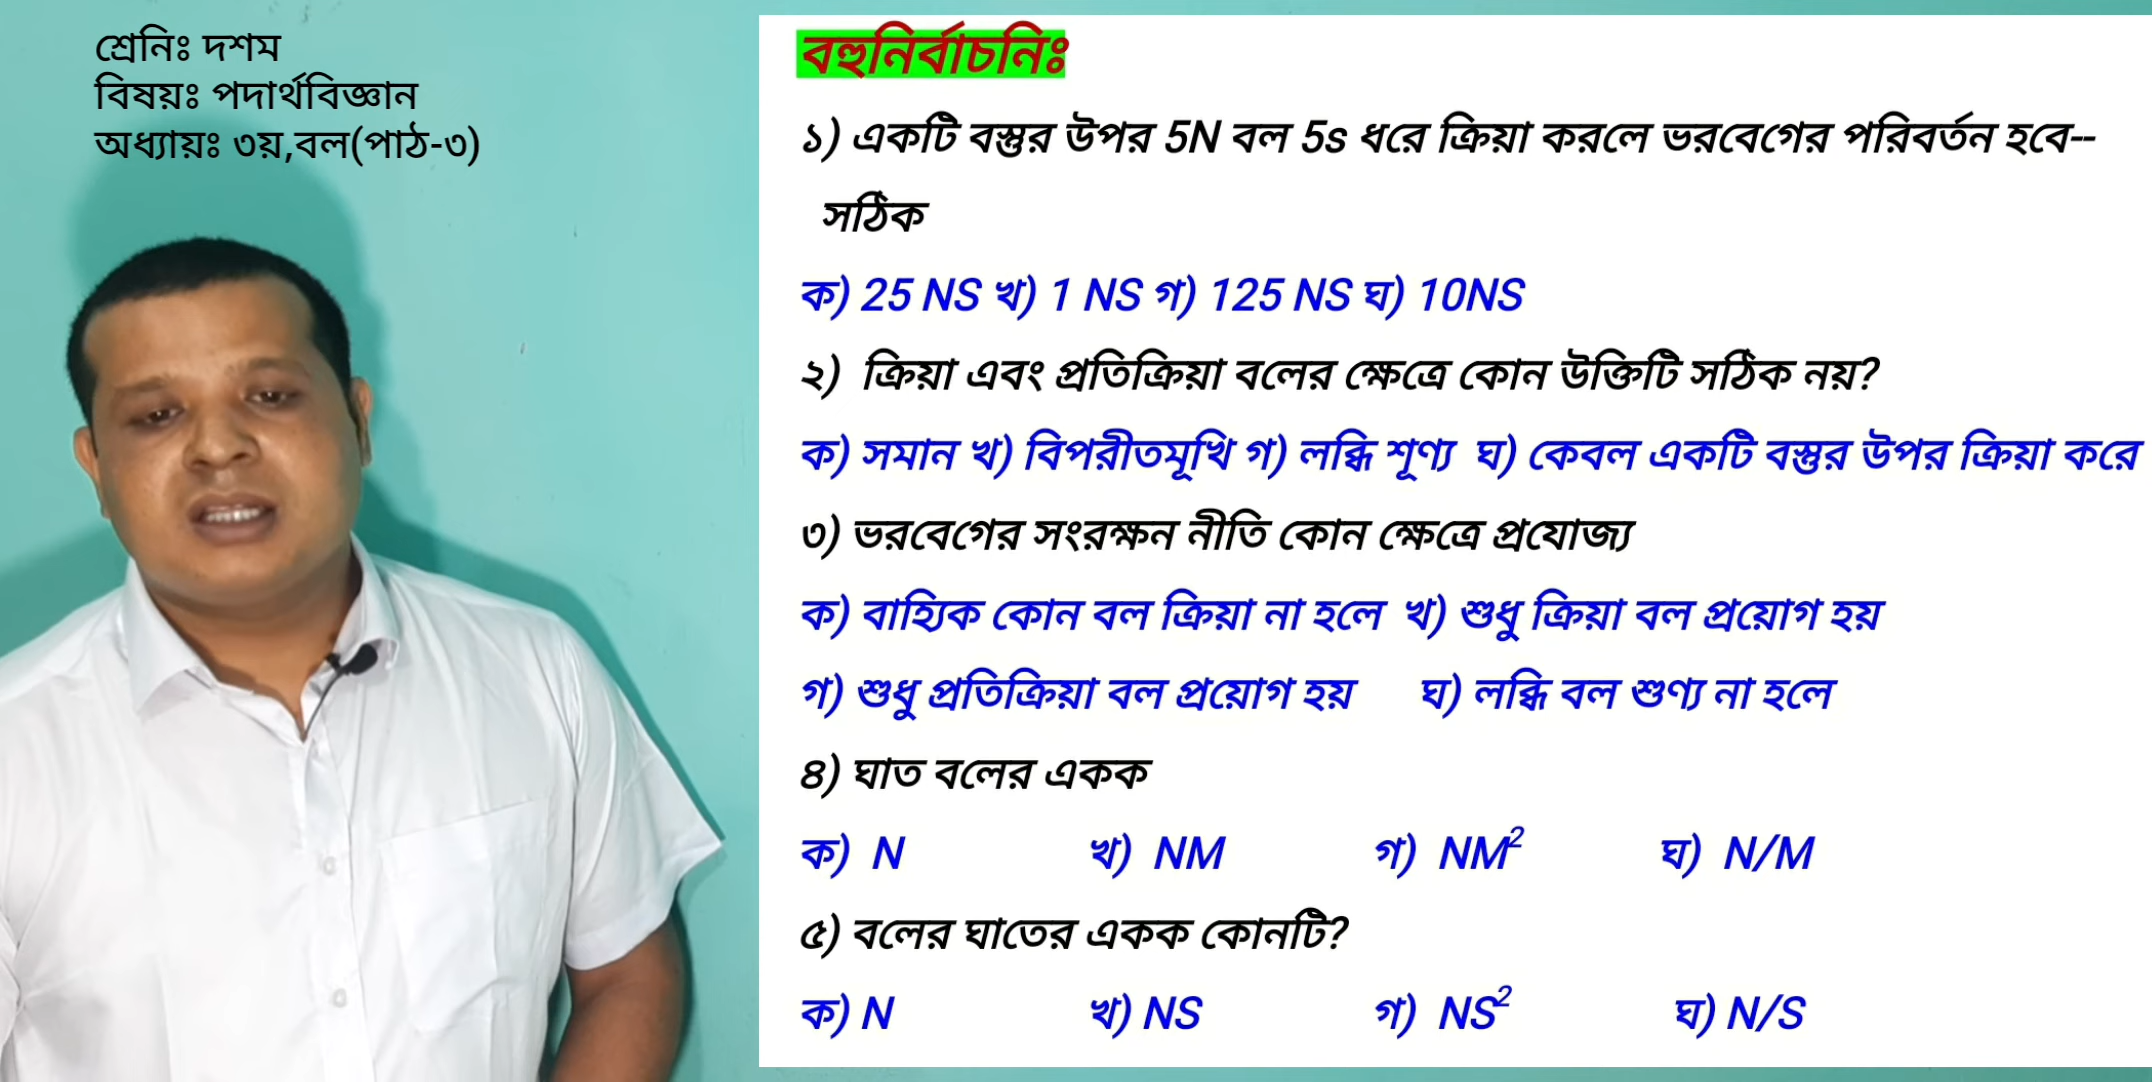 শ্রেনিঃ দশম
বিষয়ঃ পদার্থবিজ্ঞান
অধ্যায়ঃ ৩য়,বল(পাঠ-৩)
বহুনির্বাচনিঃ
১) একটি বস্তুর উপর 5N বল 5s ধরে ক্রিয়া করলে ভরবেগের পরিবর্তন হবে--
সঠিক
ক) 25 NS খ) 1 NS গ) 125 NS ঘ) 10NS
২) ক্রিয়া এবং প্রতিক্রিয়া বলের ক্ষেত্রে কোন উক্তিটি সঠিক নয়?
ক) সমান খ) বিপরীতমূখি গ) লব্ধি শূণ্য ঘ) কেবল একটি বস্তুর উপর ক্রিয়া করে
৩) ভরবেগের সংরক্ষন নীতি কোন ক্ষেত্রে প্রযোজ্য
ক) বাহ্যিক কোন বল ক্রিয়া না হলে খ) শুধু ক্রিয়া বল প্রয়োগ হয়
গ) শুধু প্রতিক্রিয়া বল প্রয়োগ হয় ঘ) লব্ধি বল শুণ্য না হলে
৪) ঘাত বলের একক
ক) N খ) NM গ) NM² ঘ) N/M
৫) বলের ঘাতের একক কোনটি?
ক) N খ) NS গ) NS² ঘ) N/S